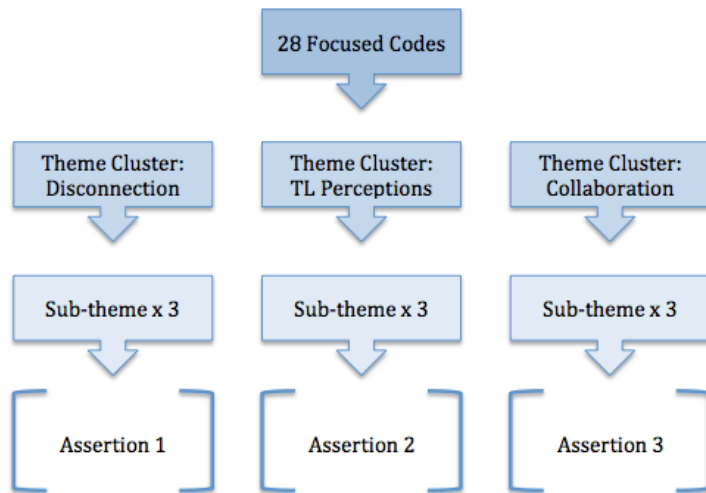 28 Focused Codes
Theme Cluster:
Disconnection
Theme Cluster:
TL Perceptions
Theme Cluster:
Collaboration
Sub-theme x 3
Sub-theme x 3
Sub-theme x 3
Assertion 1
Assertion 2
Assertion 3